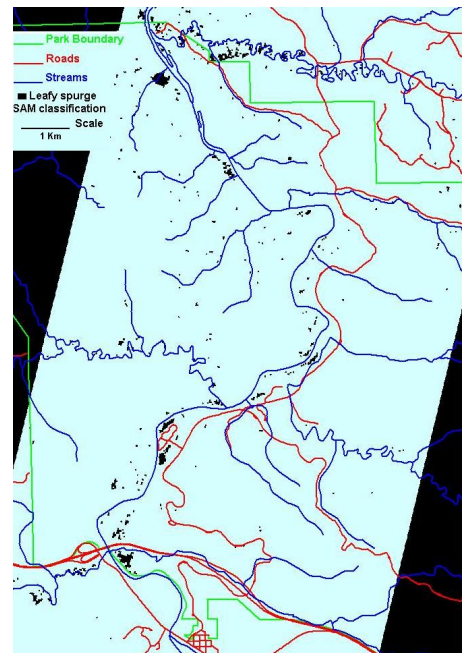 Park Boundary
Roads
Streams
Leafy spurge
SAM classification
Scale
1 Km